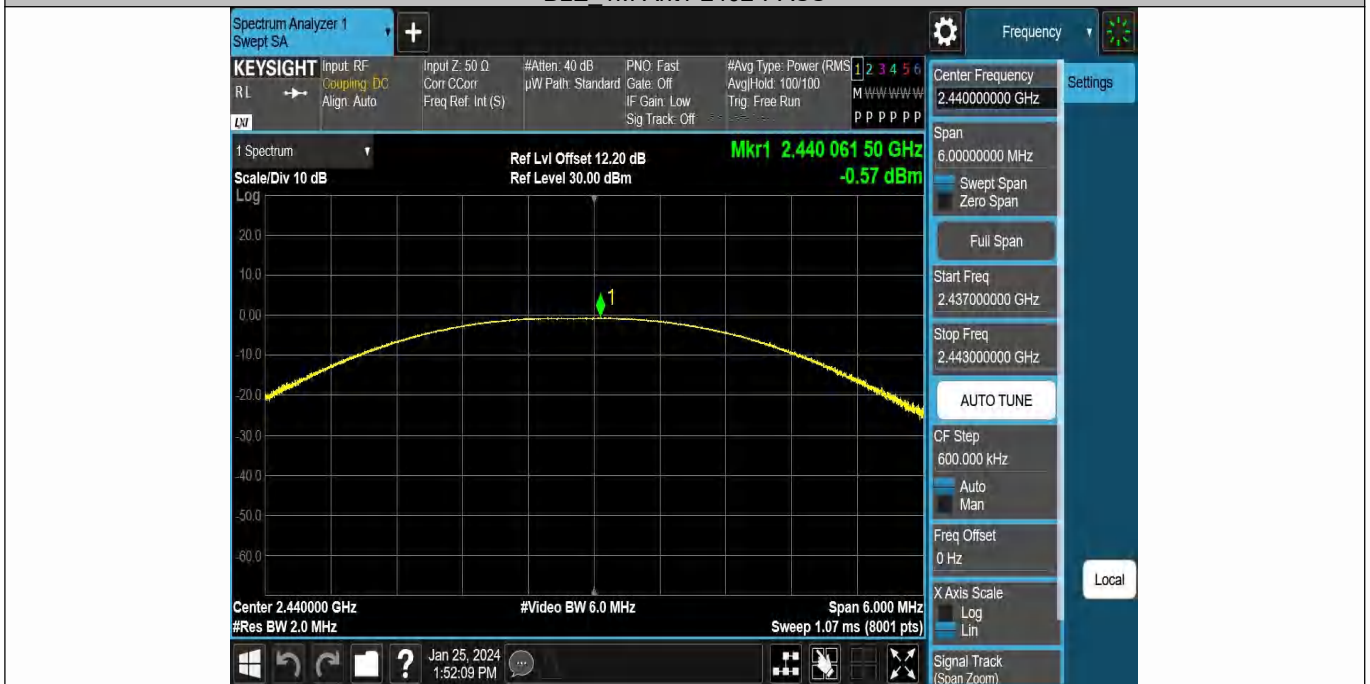 Spectrum Analyzer 1
Swept SA
+
Frequency
KEYSIGHT
RL
LXI
Input: RF
Coupling: DC
Align: Auto
Input Z: 50 Ω
Corr CCorr
Freq Ref: Int (S)
#Atten: 40 dB
µW Path: Standard
PNO: Fast
Gate: Off
IF Gain: Low
Sig Track: Off
#Avg Type: Power (RMS
Avg|Hold: 100/100
Trig: Free Run
1 2 3 4 5 6
M W W W W W
P P P P P P
1 Spectrum
Scale/Div 10 dB
Log
Ref Lvl Offset 12.20 dB
Ref Level 30.00 dBm
Mkr1 2.440 061 50 GHz
-0.57 dBm
20.0
10.0
0.00
-10.0
-20.0
-30.0
-40.0
-50.0
-60.0
1
Center 2.440000 GHz
#Res BW 2.0 MHz
#Video BW 6.0 MHz
Span 6.000 MHz
Sweep 1.07 ms (8001 pts)
Jan 25, 2024
1:52:09 PM
Center Frequency
2.440000000 GHz
Settings
Span
6.00000000 MHz
Swept Span
Zero Span
Full Span
Start Freq
2.437000000 GHz
Stop Freq
2.443000000 GHz
AUTO TUNE
CF Step
600.000 kHz
Auto
Man
Freq Offset
0 Hz
X Axis Scale
Log
Lin
Local
Signal Track
(Span Zoom)